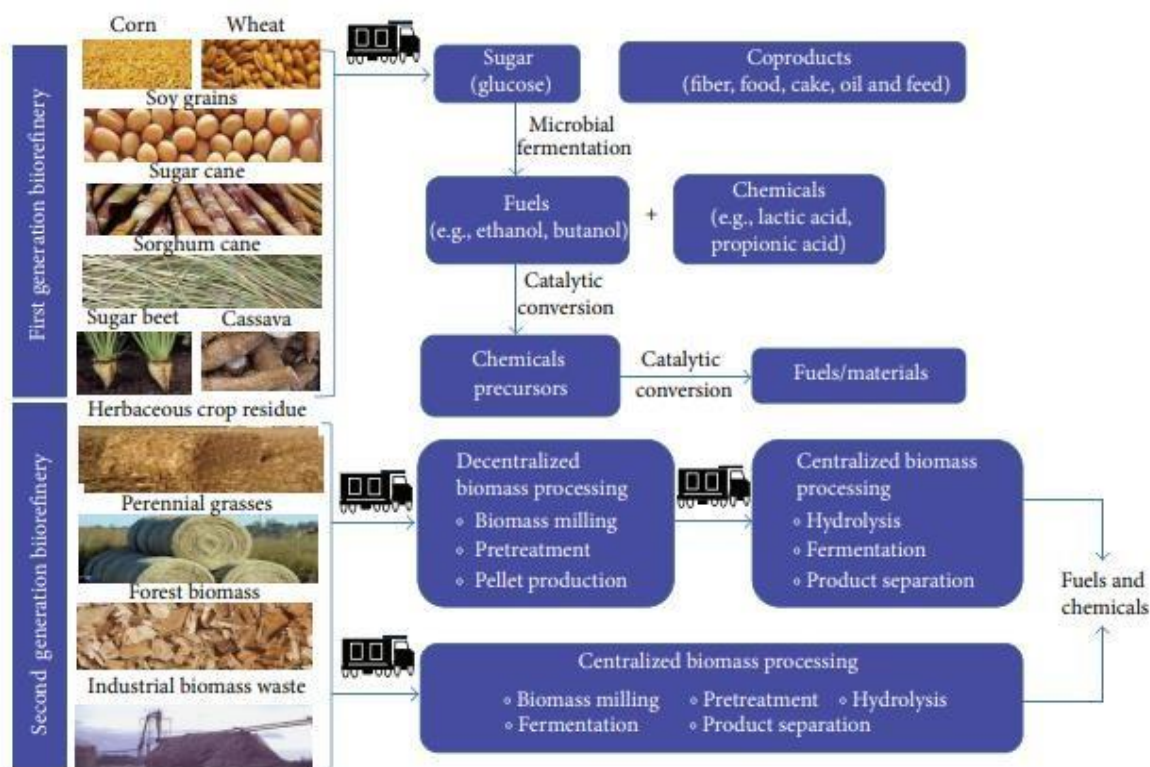 First generation biiorefinery
Corn
Wheat
Soy grains
Sugar cane
Sorghum cane
Sugar beet
Cassava
Sugar
(glucose)
Coproducts
(fiber, food, cake, oil and feed)
Microbial
fermentation
Fuels
(e.g., ethanol, butanol)
+
Chemicals
(e.g., lactic acid,
propionic acid)
Catalytic
conversion
Chemicals
precursors
Catalytic
conversion
Fuels/materials
Second generation biiorefinery
Herbaceous crop residue
Perennial grasses
Forest biomass
Industrial biomass waste
Decentralized
biomass processing
∘ Biomass milling
∘ Pretreatment
∘ Pellet production
Centralized biomass
processing
∘ Hydrolysis
∘ Fermentation
∘ Product separation
Centralized biomass processing
∘ Biomass milling ∘ Pretreatment ∘ Hydrolysis
∘ Fermentation ∘ Product separation
Fuels and
chemicals